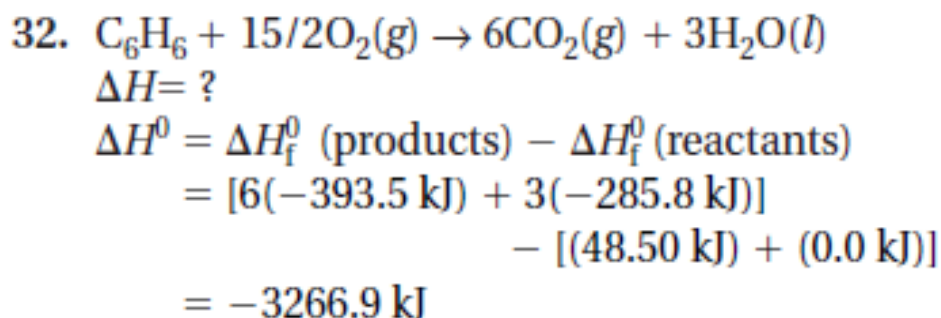 32. C₆H₆ + 15/2O₂(g) → 6CO₂(g) + 3H₂O(l)
ΔH= ?
ΔH⁰ = ΔH⁰f (products) − ΔH⁰f (reactants)
= [6(−393.5 kJ) + 3(−285.8 kJ)]
− [(48.50 kJ) + (0.0 kJ)]
= −3266.9 kJ